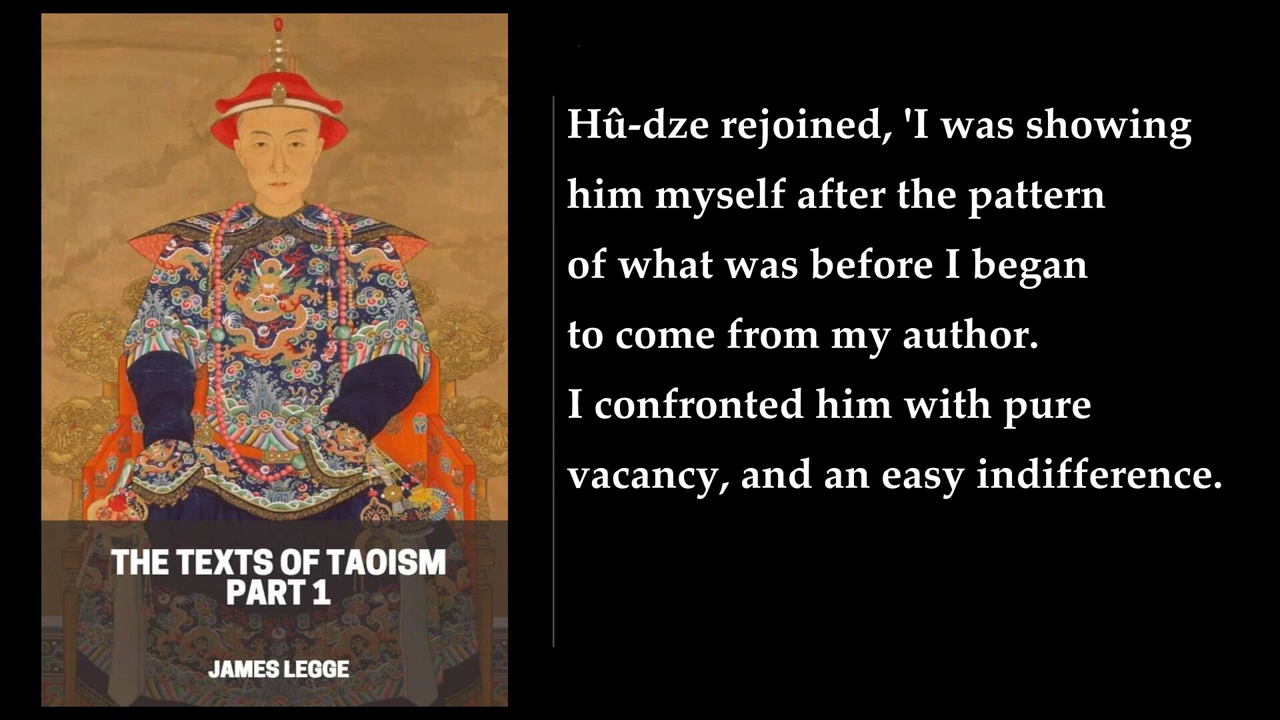 Hû-dze rejoined, 'I was showing
him myself after the pattern
of what was before I began
to come from my author.
I confronted him with pure
vacancy, and an easy indifference.
THE TEXTS OF TAOISM
PART 1
JAMES LEGGE